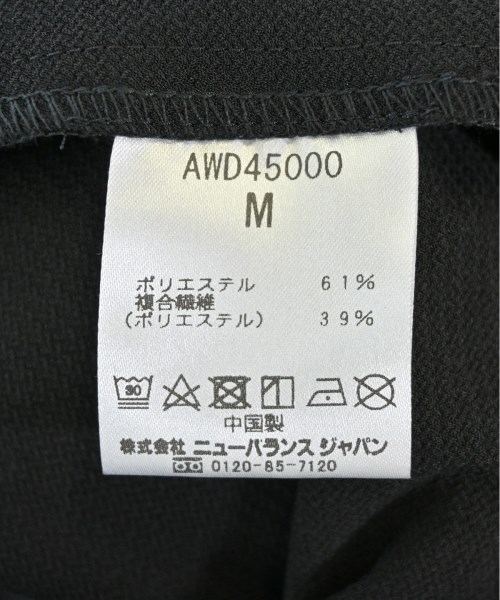 AWD45000
M
ポリエステル 61%
複合繊維
(ポリエステル) 39%
30
中国製
株式会社 ニューバランス ジャパン
0120-85-7120